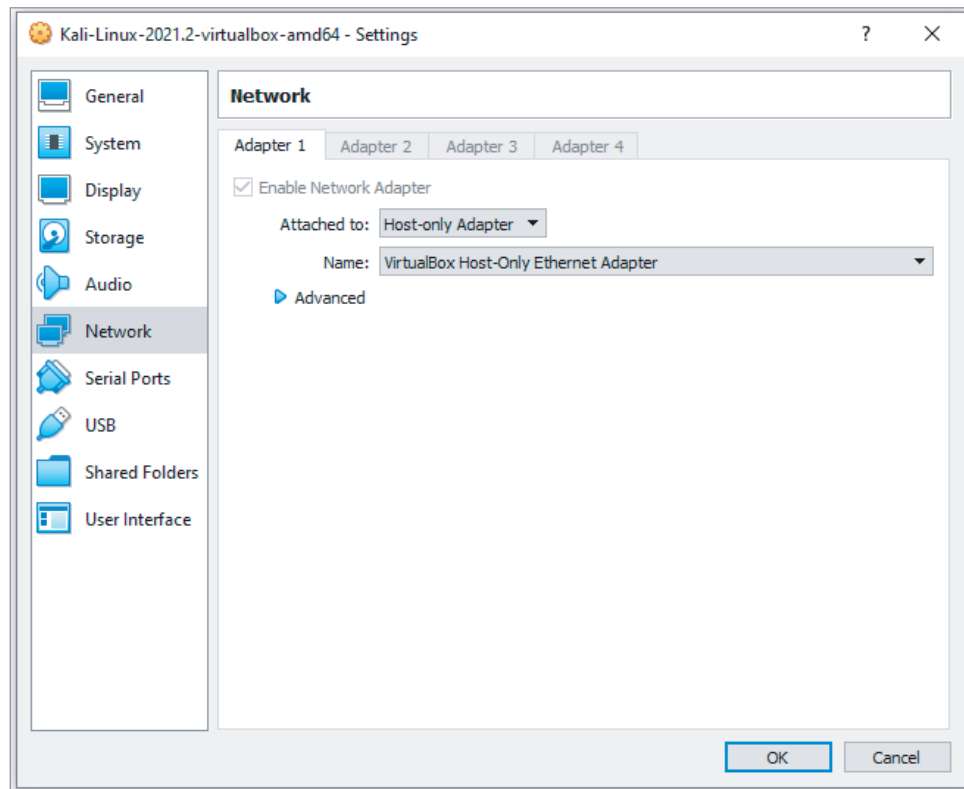 Kali-Linux-2021.2-virtualbox-amd64 - Settings
?
General
System
Display
Storage
Audio
Network
Serial Ports
USB
Shared Folders
User Interface
Network
Adapter 1 Adapter 2 Adapter 3 Adapter 4
Enable Network Adapter
Attached to: Host-only Adapter
Name: VirtualBox Host-Only Ethernet Adapter
Advanced
OK Cancel